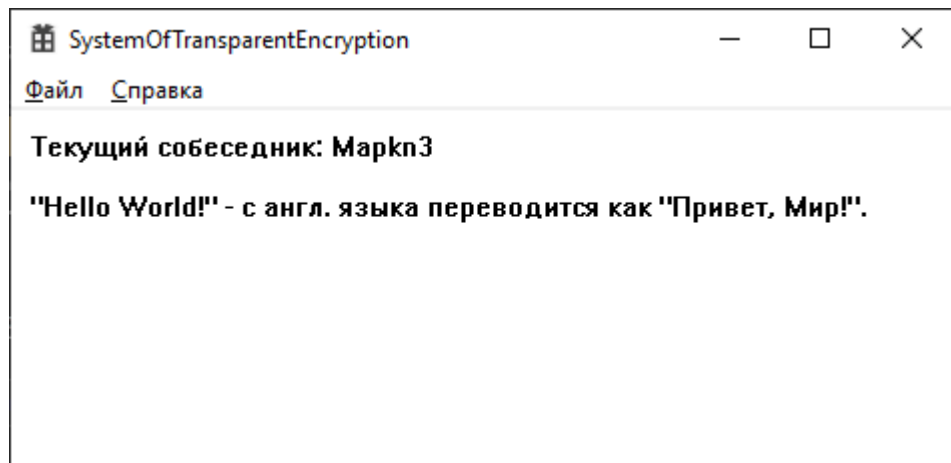 SystemOfTransparentEncryption
Файл Справка
Текущий собеседник: Mapkn3
"Hello World!" - с англ. языка переводится как "Привет, Мир!".